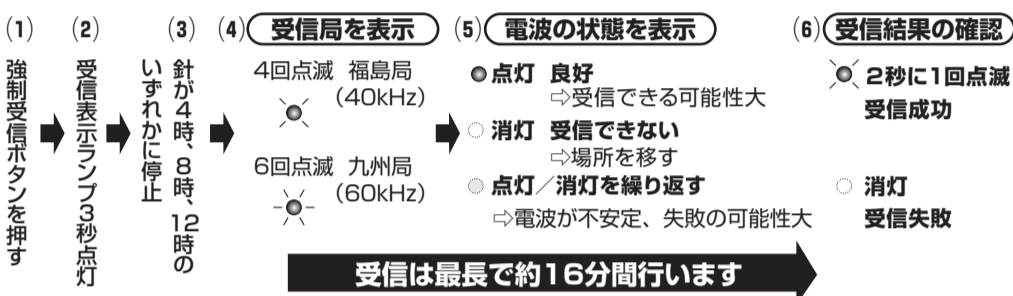 (1)
強制受信ボタンを押す
(2)
受信表示ランプ3秒点灯
(3)
針が4時、8時、12時の
いずれかに停止
(4) 受信局を表示
4回点滅 福島局
(40kHz)
6回点滅 九州局
(60kHz)
(5) 電波の状態を表示
点灯 良好
⇨受信できる可能性大
消灯 受信できない
⇨場所を移す
点灯/消灯を繰り返す
⇨電波が不安定、失敗の可能性大
(6) 受信結果の確認
2秒に1回点滅
受信成功
消灯
受信失敗
受信は最長で約16分間行います